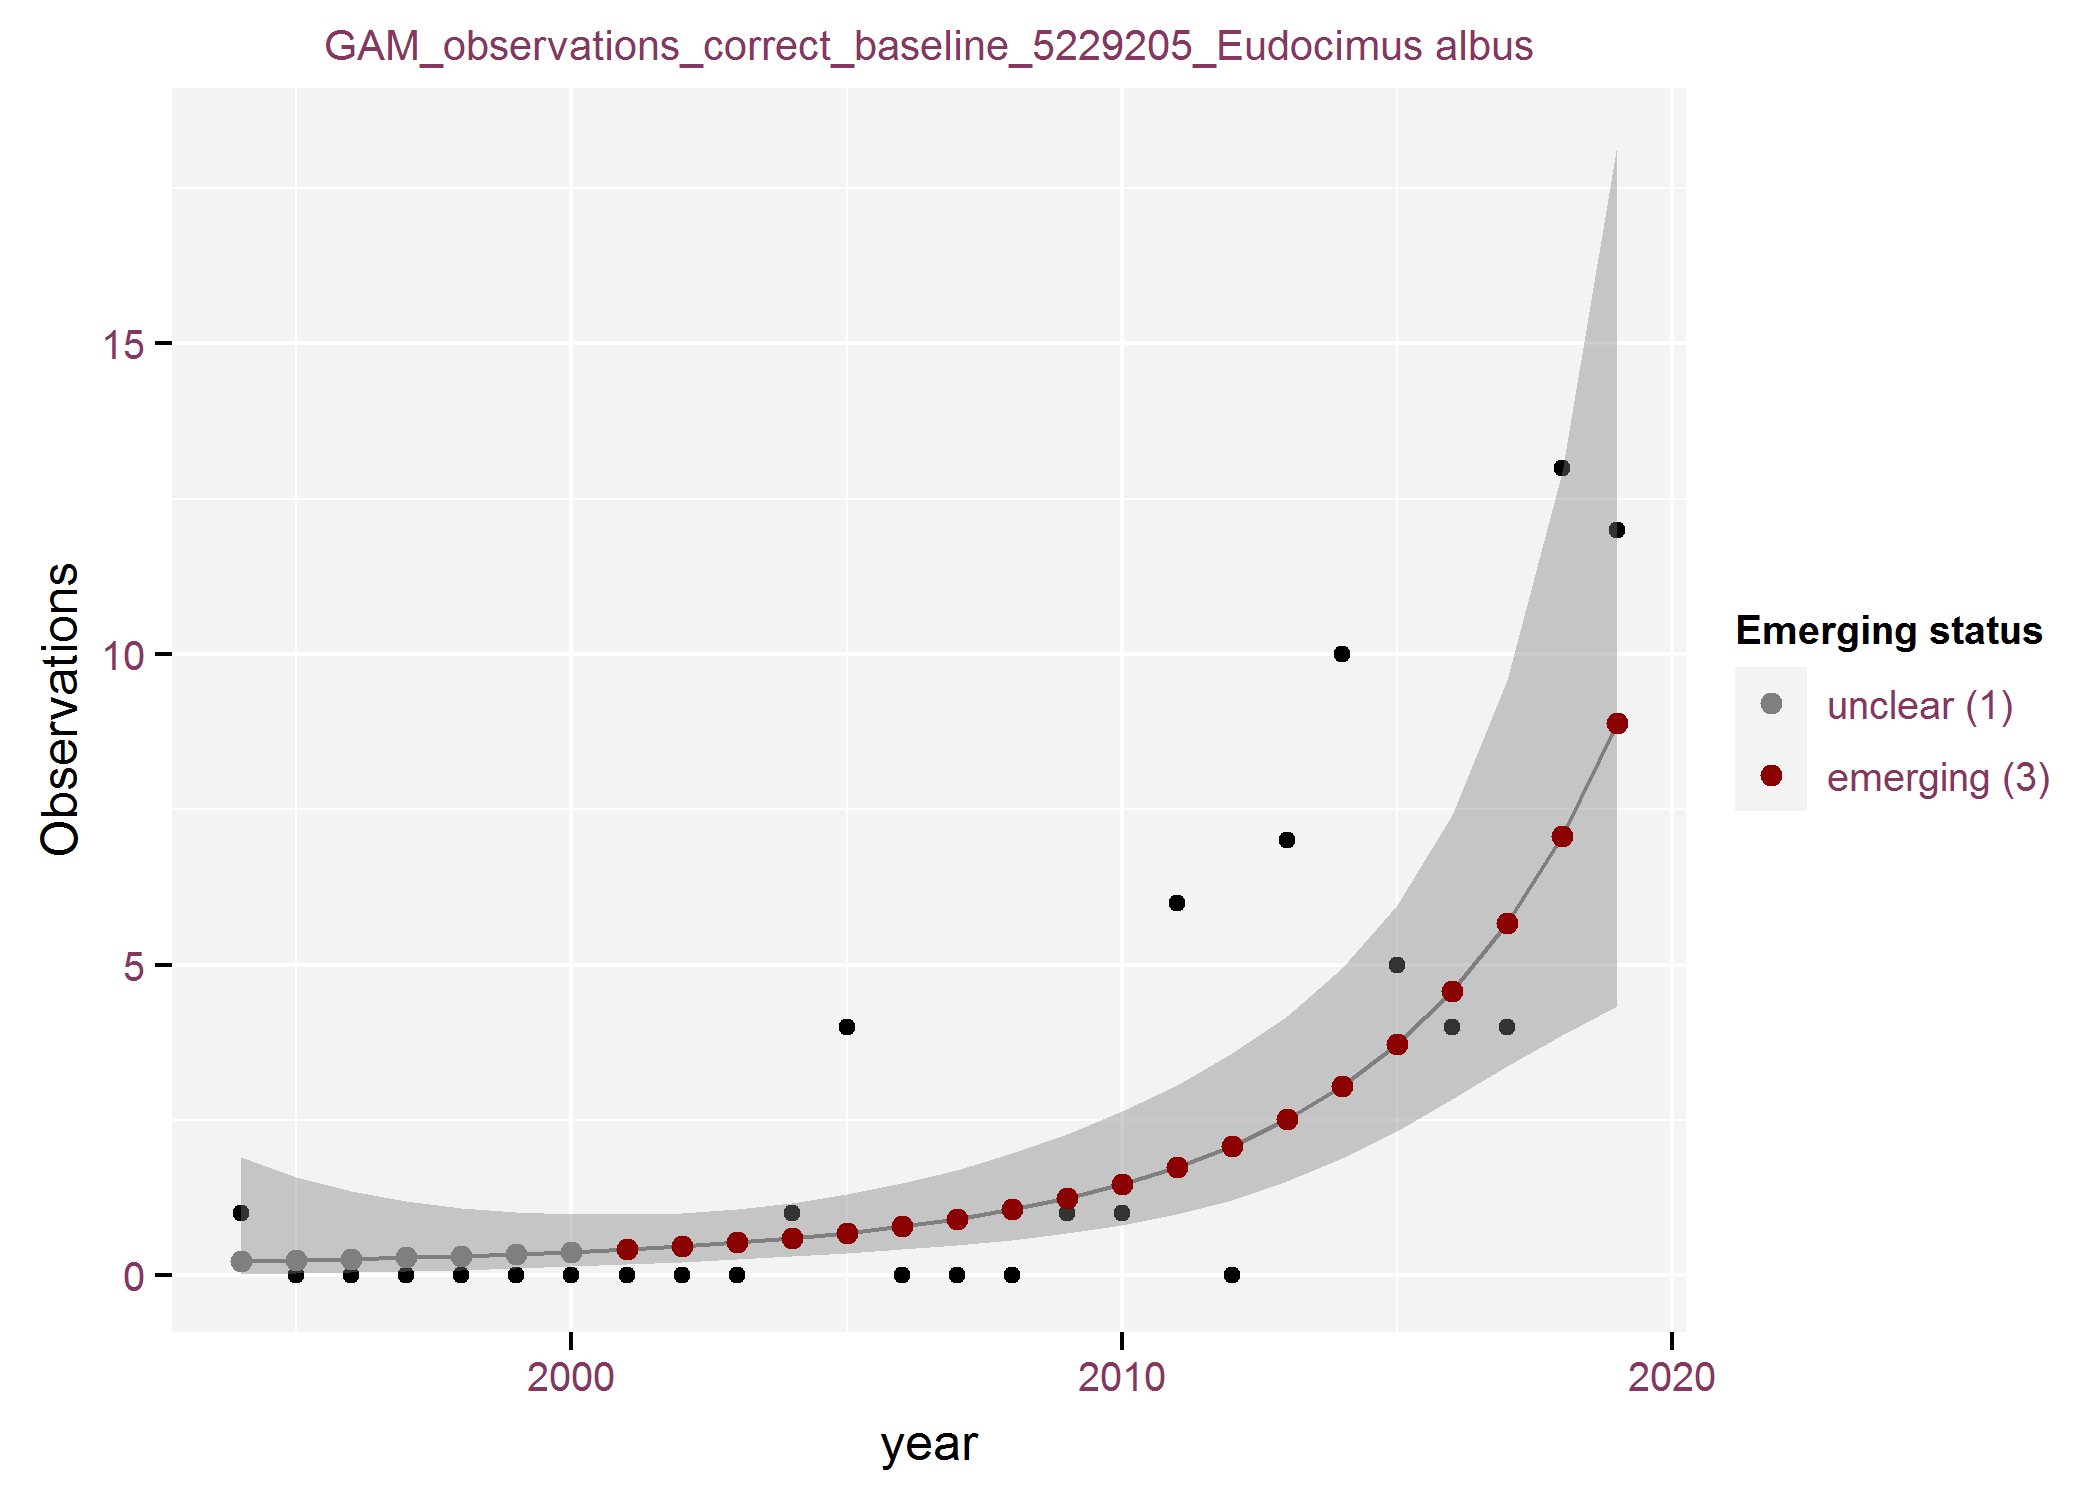 GAM_observations_correct_baseline_5229205_Eudocimus albus
Observations
15
10
5
0
2000
2010
2020
year
Emerging status
unclear (1)
emerging (3)